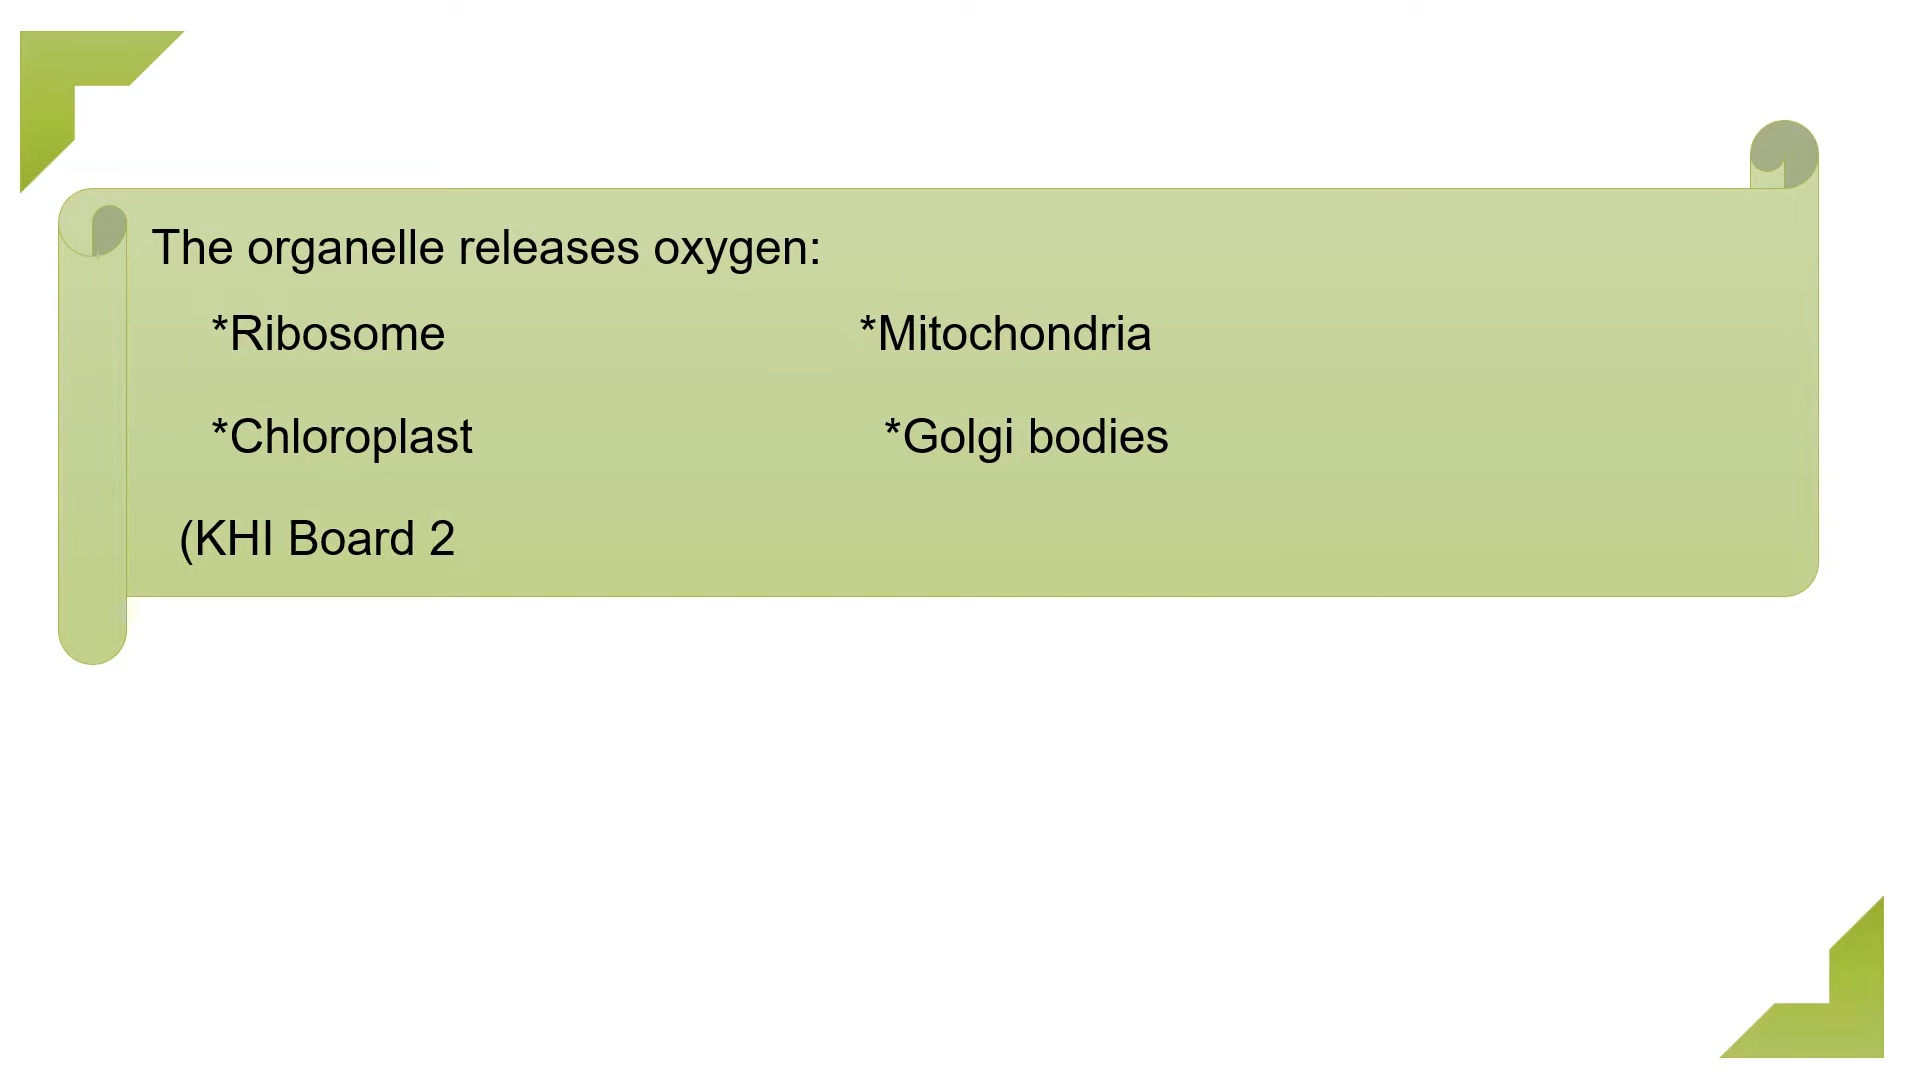 The organelle releases oxygen:
*Ribosome *Mitochondria
*Chloroplast *Golgi bodies
(KHI Board 2